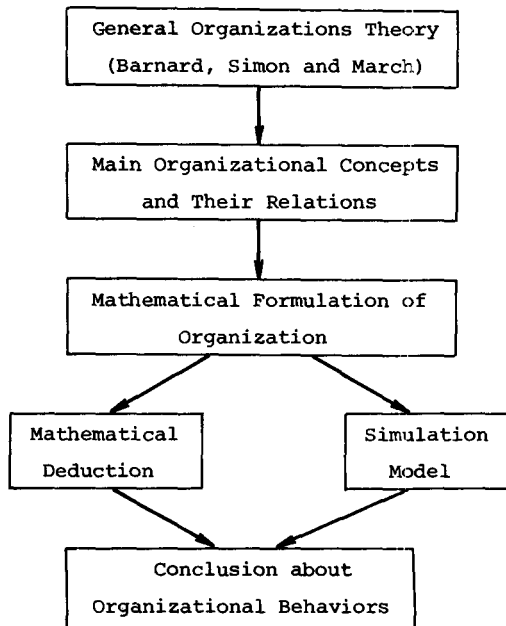 General Organizations Theory
(Barnard, Simon and March)
Main Organizational Concepts
and Their Relations
Mathematical Formulation of
Organization
Mathematical
Deduction
Simulation
Model
Conclusion about
Organizational Behaviors